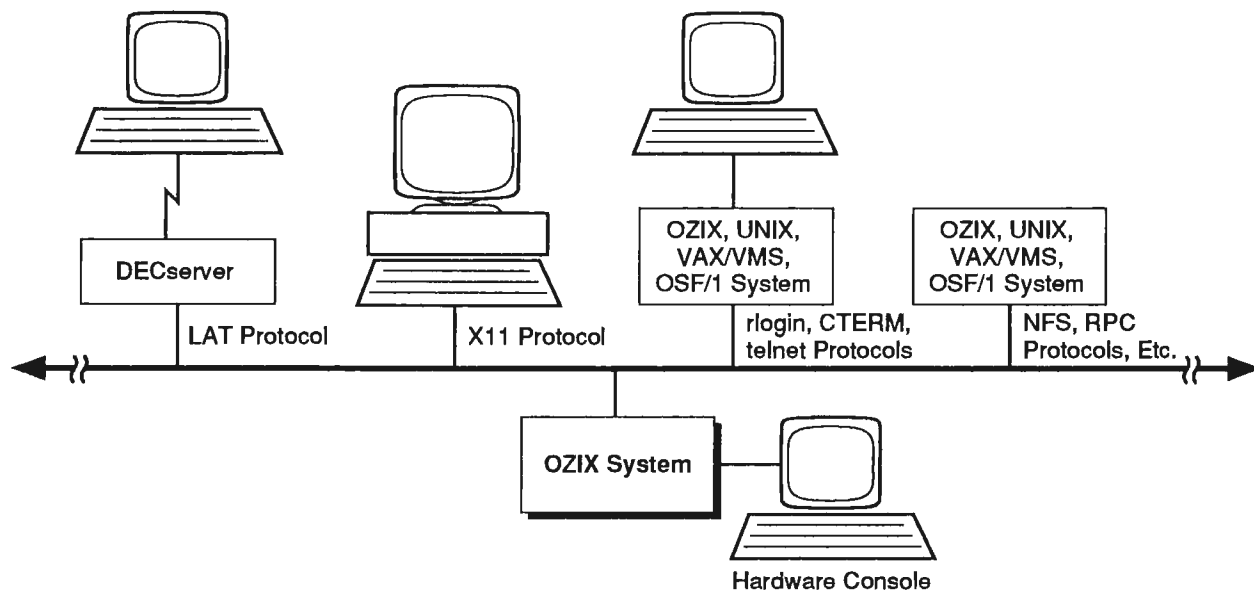 DECserver
LAT Protocol
X11 Protocol
OZIX, UNIX,
VAX/VMS,
OSF/1 System
rlogin, CTERM,
telnet Protocols
OZIX, UNIX,
VAX/VMS,
OSF/1 System
NFS, RPC
Protocols, Etc.
OZIX System
Hardware Console